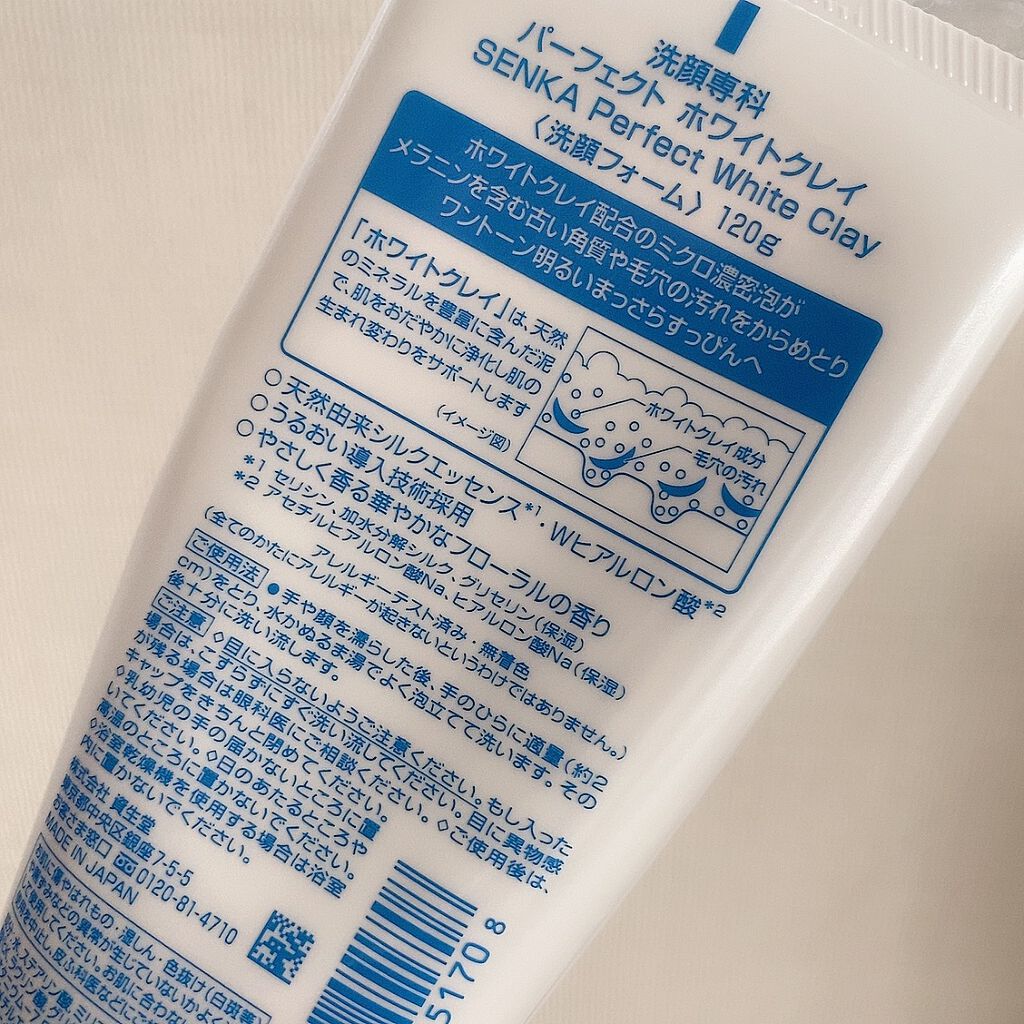 洗顔専科
パーフェクト ホワイトクレイ
SENKA Perfect White Clay
〈洗顔フォーム〉 120g
ホワイトクレイ配合のミクロ濃密泡が
メラニンを含む古い角質や毛穴の汚れをからめとり
ワントーン明るいまっさらすっぴんへ
「ホワイトクレイ」は、天然
のミネラルを豊富に含んだ泥
で、肌をおだやかに浄化し肌の
生まれ変わりをサポートします
(イメージ図)
ホワイトクレイ成分
毛穴の汚れ
○天然由来シルクエッセンス*1・Wヒアルロン酸*2
○うるおい導入技術採用
○やさしく香る華やかなフローラルの香り
*1 セリシン、加水分解シルク、グリセリン(保湿)
*2 アセチルヒアルロン酸Na、ヒアルロン酸Na(保湿)
アレルギーテスト済み・無着色
(全てのかたにアレルギーが起きないというわけではありません。)
ご使用法 ●手や顔を濡らした後、手のひらに適量(約2
cm)をとり、水かぬるま湯でよく泡立てて洗います。その
後十分に洗い流します。
ご注意 ◇目に入らないようご注意ください。もし入った
場合は、こすらずにすぐ洗い流してください。目に異物感
が残る場合は眼科医にご相談ください。◇ご使用後は、
キャップをきちんと閉めてください。
◇乳幼児の手の届かないところに置
いてください。◇日のあたるところや
高温のところに置かないでください。
◇浴室乾燥機を使用する場合は浴室
内に置かないでください。
株式会社 資生堂
東京都中央区銀座7-5-5
お客さま窓口 0120-81-4710
MADE IN JAPAN
5170 8